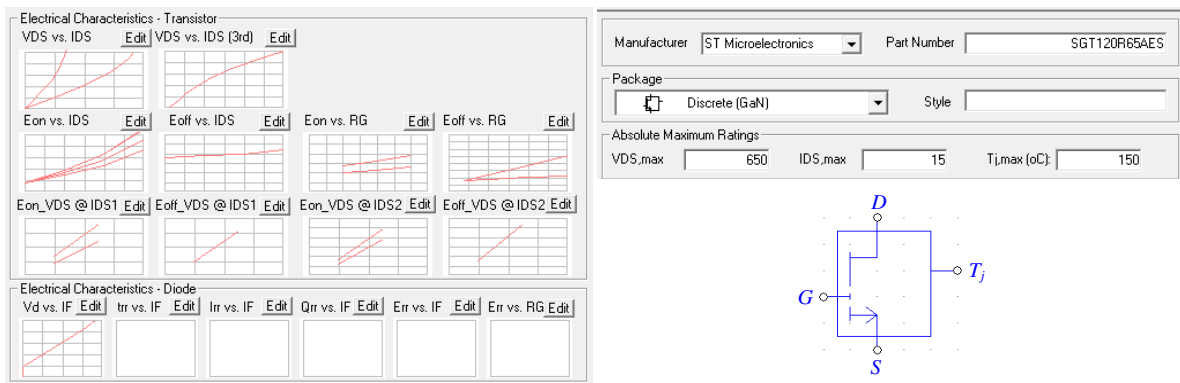 Electrical Characteristics - Transistor
VDS vs. IDS Edit VDS vs. IDS (3rd) Edit
Eon vs. IDS Edit Eoff vs. IDS Edit Eon vs. RG Edit Eoff vs. RG Edit
Eon_VDS @ IDS1 Edit Eoff_VDS @ IDS1 Edit Eon_VDS @ IDS2 Edit Eoff_VDS @ IDS2 Edit
Electrical Characteristics - Diode
Vd vs. IF Edit trr vs. IF Edit Irr vs. IF Edit Qrr vs. IF Edit Err vs. IF Edit Err vs. RG Edit
Manufacturer ST Microelectronics Part Number SGT120R65AES
Package
Discrete (GaN) Style
Absolute Maximum Ratings
VDS,max 650 IDS,max 15 Tj,max (oC): 150
D
Tj
G
S